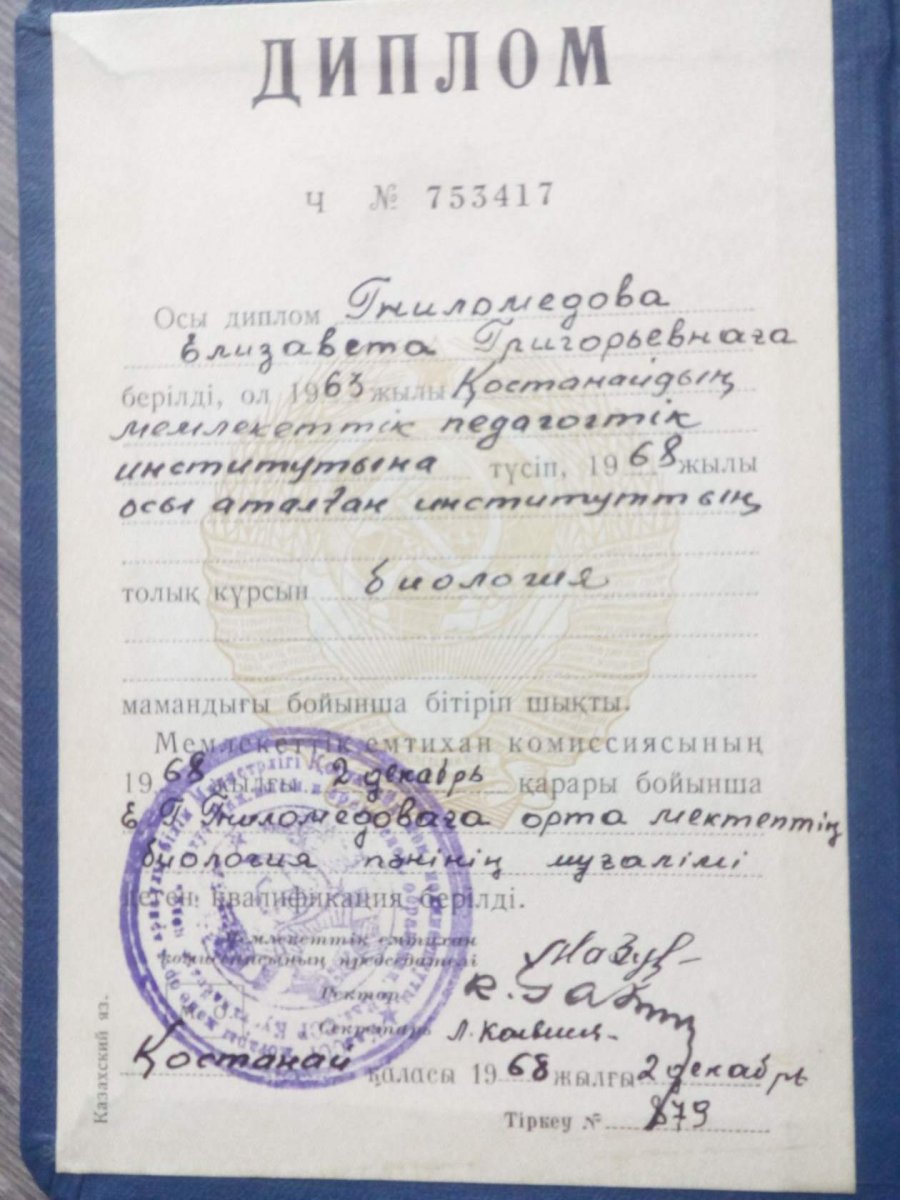 ДИПЛОМ
Ч № 753417
Осы диплом Гниломедова
Елизавета Григорьевнаға
берілді, ол 1963 жылы Қостанайдың
мемлекеттік педагогтік
институтына түсіп, 1968 жылы
осы аталған институттың
толық курсын биология
мамандығы бойынша бітіріп шықты.
Мемлекеттік емтихан комиссиясының
1968 жылғы 2 декабрь қарары бойынша
Е Г Гниломедоваға орта мектептің
биология пәнінің мұғалімі
деген квалификация берілді.
Мемлекеттік емтихан
комиссиясының председателі
Ректор
Секретарь
Қостанай қаласы 1968 жылғы 2 декабрь
Тіркеу № 879
Казахский яз.